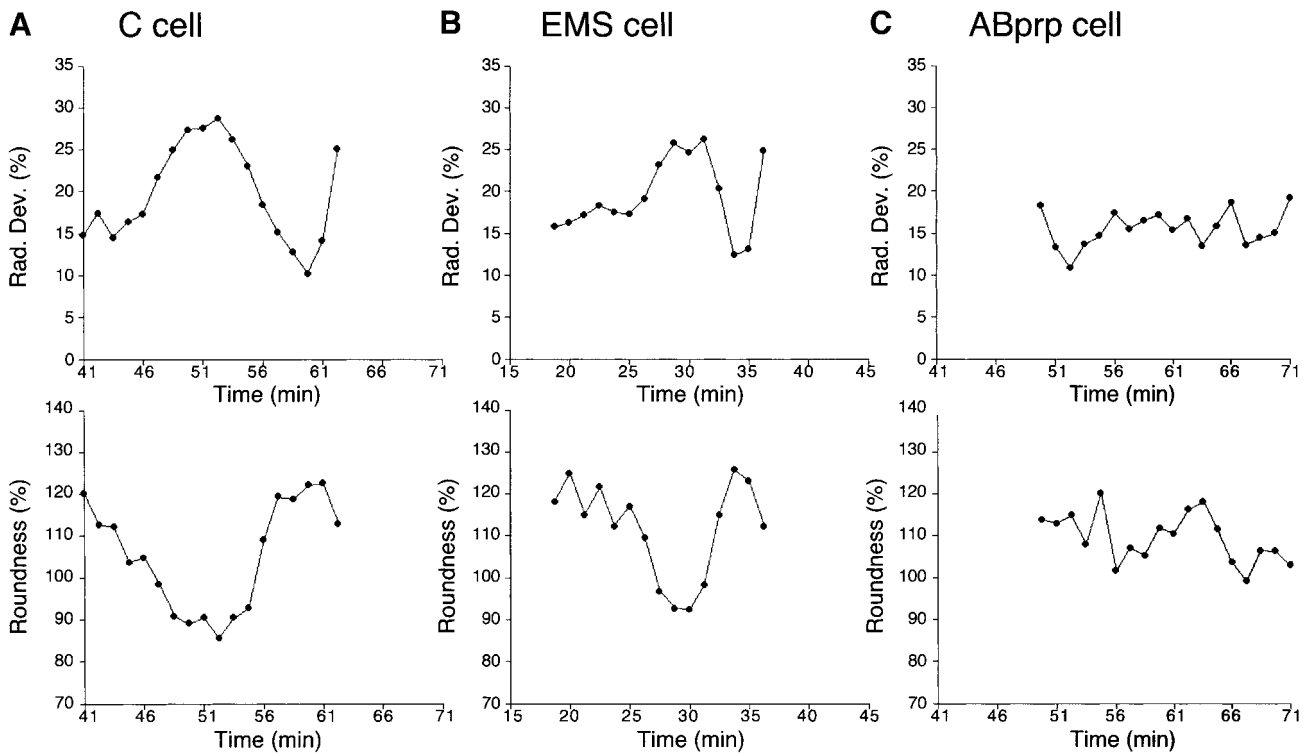 A C cell
B EMS cell
C ABprp cell
Rad. Dev. (%)
35
30
25
20
15
10
5
0
41 46 51 56 61 66 71
Time (min)
Rad. Dev. (%)
35
30
25
20
15
10
5
0
15 20 25 30 35 40 45
Time (min)
Rad. Dev. (%)
35
30
25
20
15
10
5
0
41 46 51 56 61 66 71
Time (min)
Roundness (%)
140
130
120
110
100
90
80
70
41 46 51 56 61 66 71
Time (min)
Roundness (%)
140
130
120
110
100
90
80
70
15 20 25 30 35 40 45
Time (min)
Roundness (%)
140
130
120
110
100
90
80
70
41 46 51 56 61 66 71
Time (min)